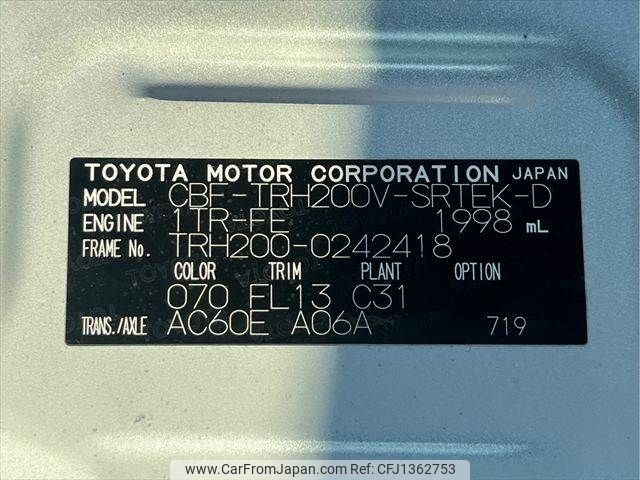 TOYOTA MOTOR CORPORATION JAPAN
MODEL CBF-TRH200V-SRTEK-D
ENGINE 1TR-FE 1998 mL
FRAME No. TRH200-0242418
COLOR TRIM PLANT OPTION
070 FL13 C31
TRANS./AXLE AC60E A06A 719
www.CarFromJapan.com | Ref:CFJ1362753